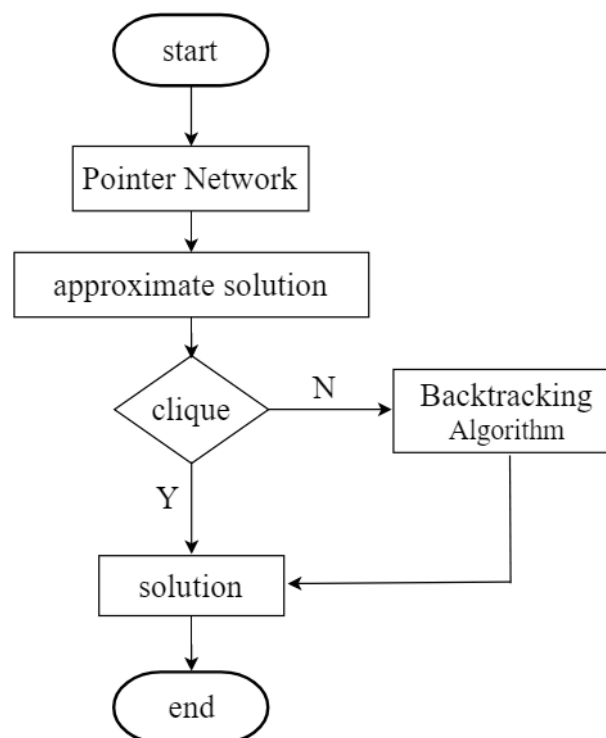 start
Pointer Network
approximate solution
clique
N
Backtracking
Algorithm
Y
solution
end